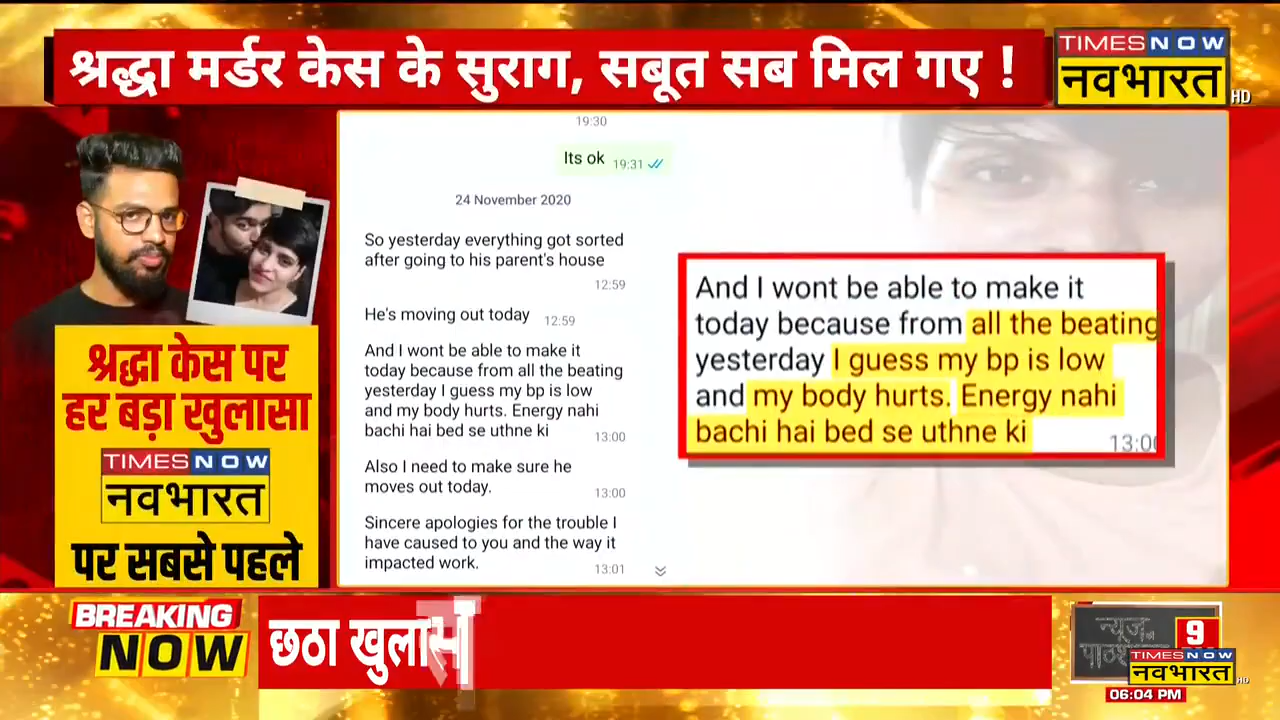 श्रद्धा मर्डर केस के सुराग, सबूत सब मिल गए !
TIMES NOW
नवभारत
HD
श्रद्धा केस पर
हर बड़ा खुलासा
TIMES NOW
नवभारत
पर सबसे पहले
19:30
Its ok 19:31
24 November 2020
So yesterday everything got sorted
after going to his parent's house
12:59
He's moving out today 12:59
And I wont be able to make it
today because from all the beating
yesterday I guess my bp is low
and my body hurts. Energy nahi
bachi hai bed se uthne ki 13:00
Also I need to make sure he
moves out today. 13:00
Sincere apologies for the trouble I
have caused to you and the way it
impacted work. 13:01
And I wont be able to make it
today because from all the beating
yesterday I guess my bp is low
and my body hurts. Energy nahi
bachi hai bed se uthne ki
13:00
BREAKING
NOW
छठा खुलासा
न्यूज़ की
9
TIMES NOW
नवभारत
HD
06:04 PM